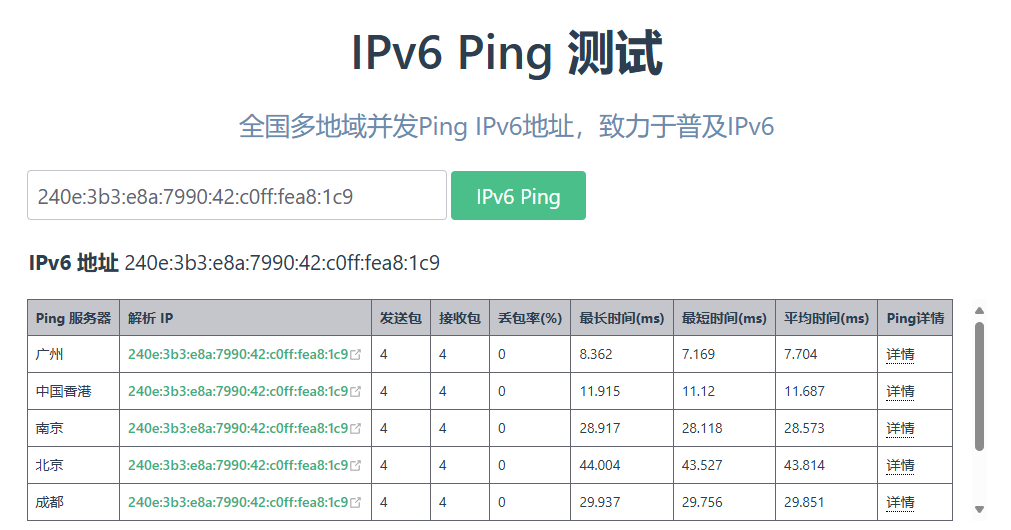 IPv6 Ping 测试
全国多地域并发Ping IPv6地址，致力于普及IPv6
240e:3b3:e8a:7990:42:c0ff:fea8:1c9 IPv6 Ping
IPv6 地址 240e:3b3:e8a:7990:42:c0ff:fea8:1c9
Ping 服务器 解析 IP 发送包 接收包 丢包率(%) 最长时间(ms) 最短时间(ms) 平均时间(ms) Ping详情
广州 240e:3b3:e8a:7990:42:c0ff:fea8:1c9 4 4 0 8.362 7.169 7.704 详情
中国香港 240e:3b3:e8a:7990:42:c0ff:fea8:1c9 4 4 0 11.915 11.12 11.687 详情
南京 240e:3b3:e8a:7990:42:c0ff:fea8:1c9 4 4 0 28.917 28.118 28.573 详情
北京 240e:3b3:e8a:7990:42:c0ff:fea8:1c9 4 4 0 44.004 43.527 43.814 详情
成都 240e:3b3:e8a:7990:42:c0ff:fea8:1c9 4 4 0 29.937 29.756 29.851 详情